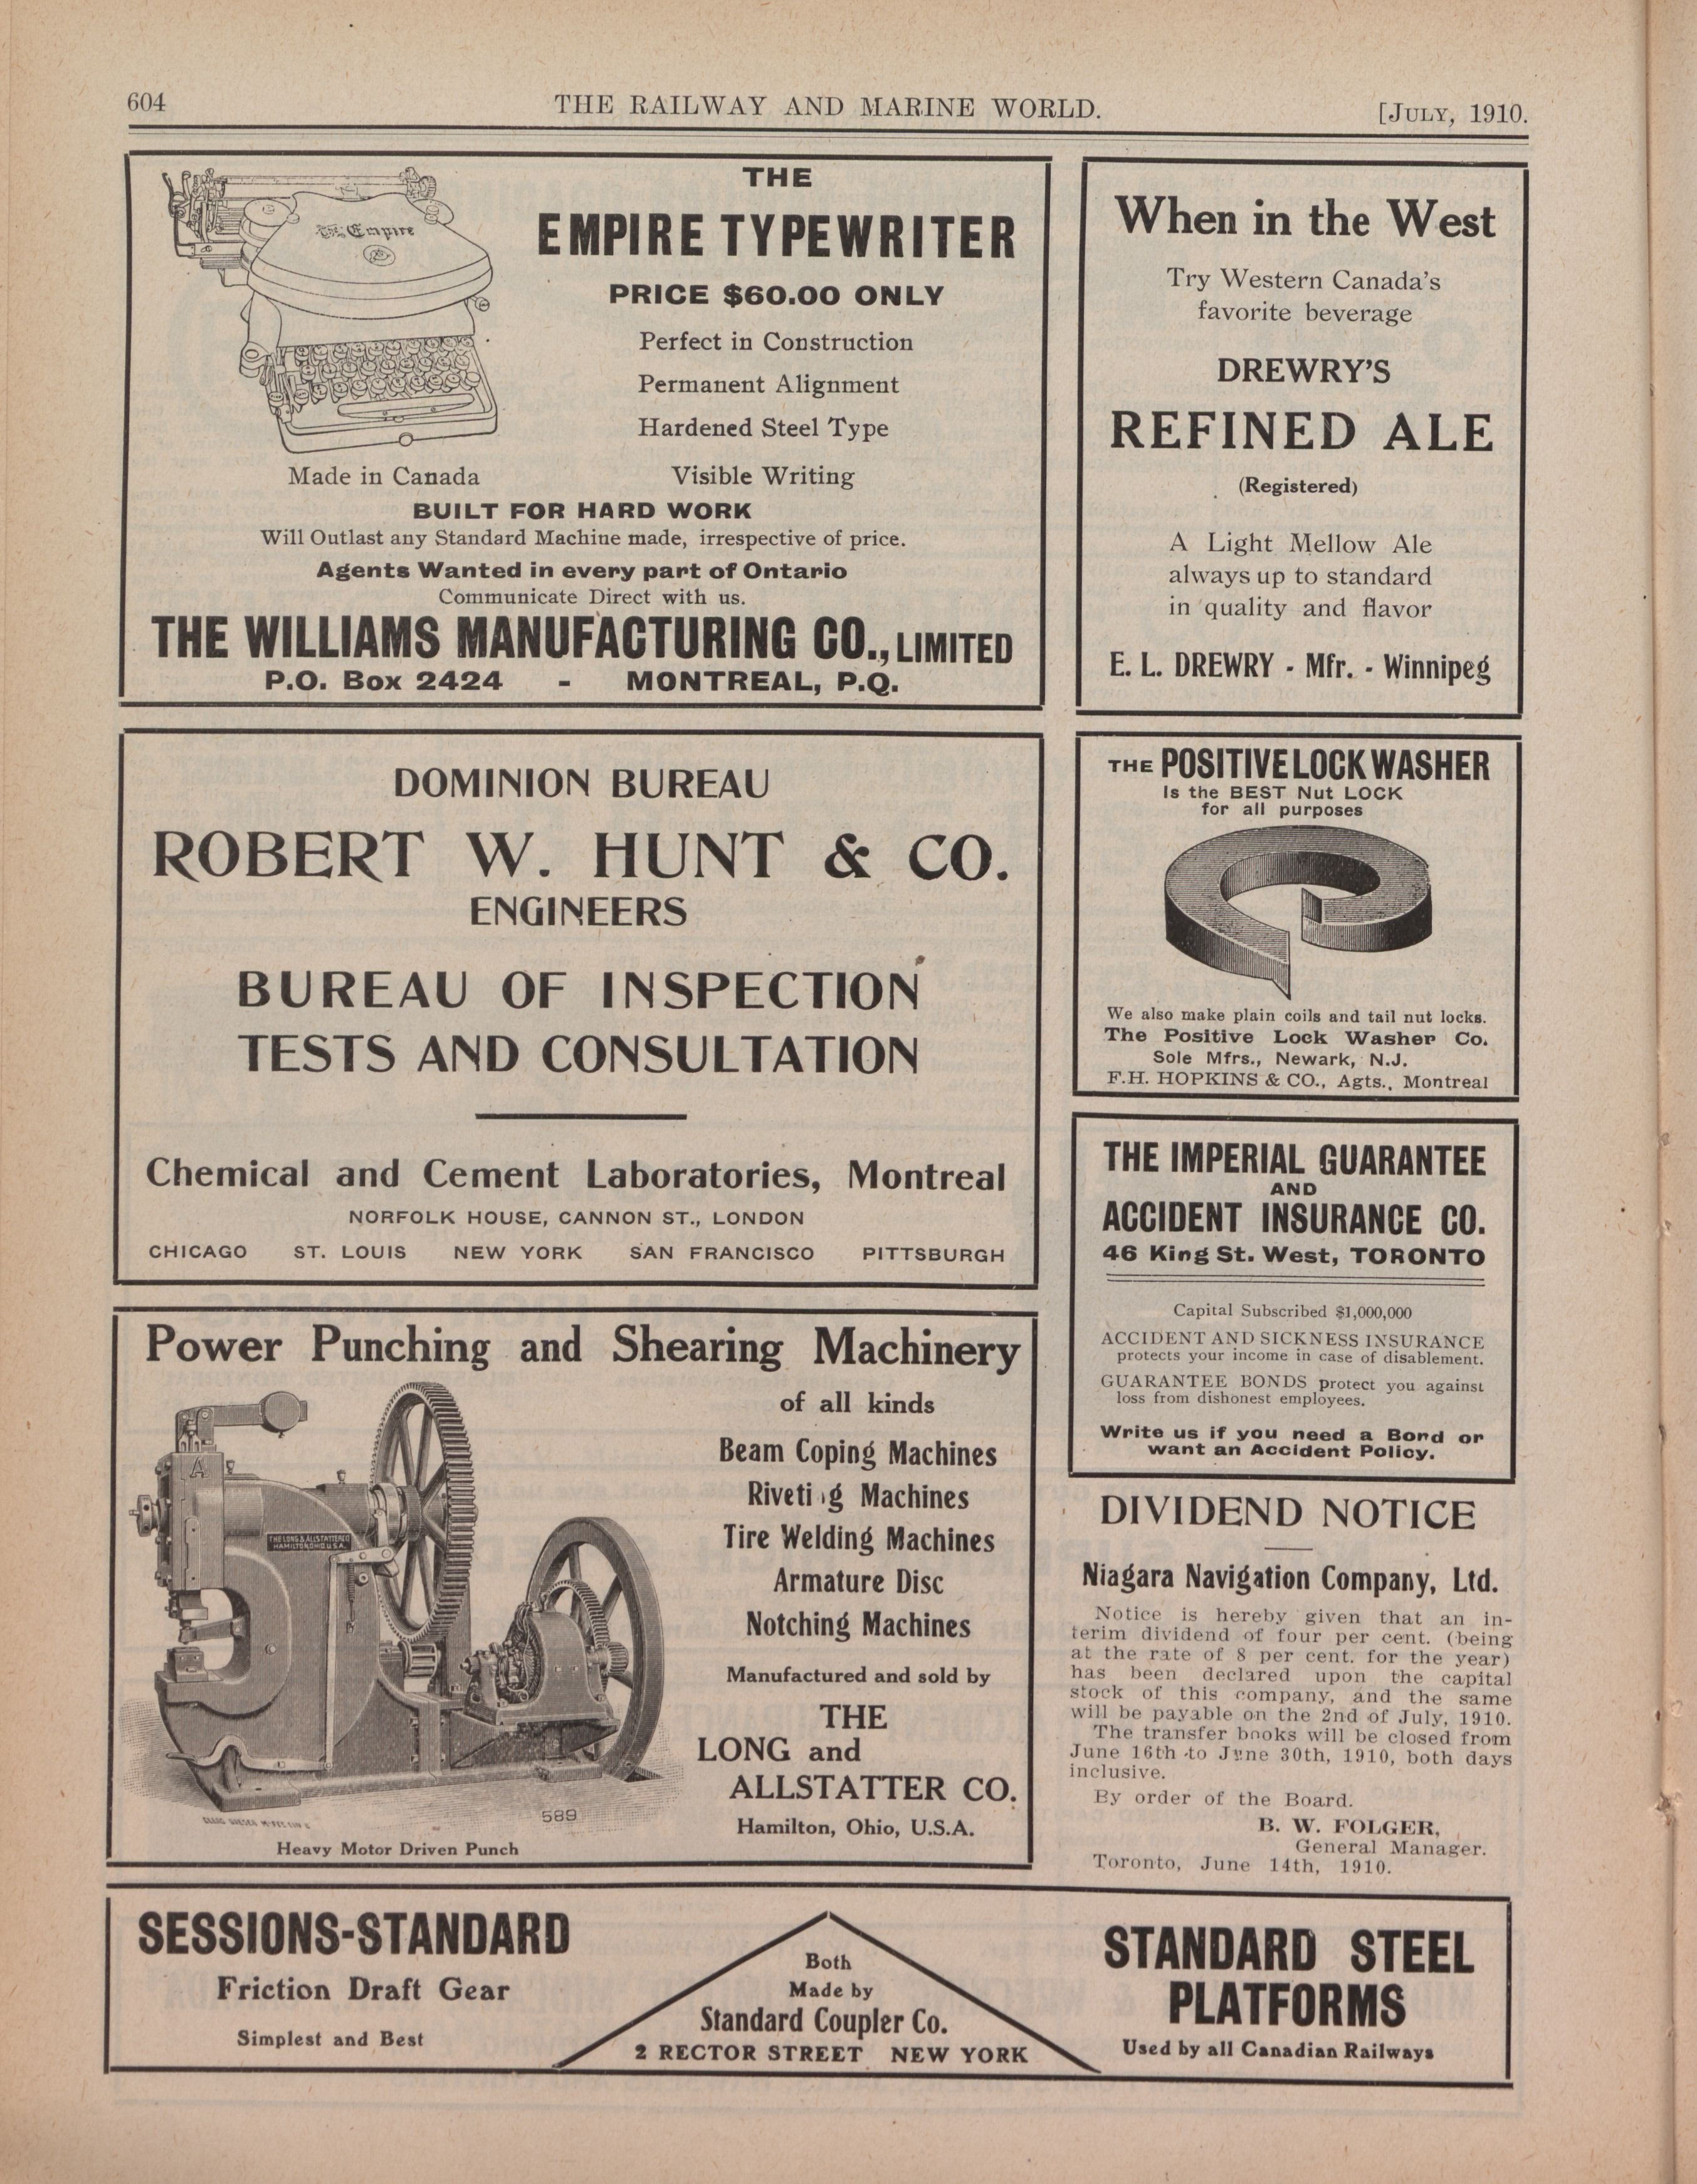 604
THE RAILWAY AND MARINE WORLD.
[JULY, 1910.
The Empire
THE
EMPIRE TYPEWRITER
PRICE $60.00 ONLY
Perfect in Construction
Permanent Alignment
Hardened Steel Type
Made in Canada
Visible Writing
BUILT FOR HARD WORK
Will Outlast any Standard Machine made, irrespective of price.
Agents Wanted in every part of Ontario
Communicate Direct with us.
THE WILLIAMS MANUFACTURING CO., LIMITED
P.O. Box 2424 - MONTREAL, P.Q.
When in the West
Try Western Canada's
favorite beverage
DREWRY'S
REFINED ALE
(Registered)
A Light Mellow Ale
always up to standard
in quality and flavor
E. L. DREWRY - Mfr. - Winnipeg
DOMINION BUREAU
ROBERT W. HUNT & CO.
ENGINEERS
BUREAU OF INSPECTION
TESTS AND CONSULTATION
Chemical and Cement Laboratories, Montreal
NORFOLK HOUSE, CANNON ST., LONDON
CHICAGO ST. LOUIS NEW YORK SAN FRANCISCO PITTSBURGH
THE POSITIVE LOCK WASHER
Is the BEST Nut LOCK
for all purposes
We also make plain coils and tail nut locks.
The Positive Lock Washer Co.
Sole Mfrs., Newark, N.J.
F.H. HOPKINS & CO., Agts., Montreal
THE IMPERIAL GUARANTEE
AND
ACCIDENT INSURANCE CO.
46 King St. West, TORONTO
Capital Subscribed $1,000,000
ACCIDENT AND SICKNESS INSURANCE
protects your income in case of disablement.
GUARANTEE BONDS protect you against
loss from dishonest employees.
Write us if you need a Bord or
want an Accident Policy.
Power Punching and Shearing Machinery
of all kinds
Beam Coping Machines
Riveti g Machines
Tire Welding Machines
Armature Disc
Notching Machines
Manufactured and sold by
THE
LONG and
ALLSTATTER CO.
Hamilton, Ohio, U.S.A.
A
THE LONG & ALLSTATTER CO
HAMILTON OHIO U.S.A.
589
Heavy Motor Driven Punch
DIVIDEND NOTICE
Niagara Navigation Company, Ltd.
Notice is hereby given that an in-
terim dividend of four per cent. (being
at the rate of 8 per cent. for the year)
has been declared upon the capital
stock of this company, and the same
will be payable on the 2nd of July, 1910.
The transfer books will be closed from
June 16th to June 30th, 1910, both days
inclusive.
By order of the Board.
B. W. FOLGER,
General Manager.
Toronto, June 14th, 1910.
SESSIONS-STANDARD
Friction Draft Gear
Simplest and Best
Both
Made by
Standard Coupler Co.
2 RECTOR STREET NEW YORK
STANDARD STEEL
PLATFORMS
Used by all Canadian Railways